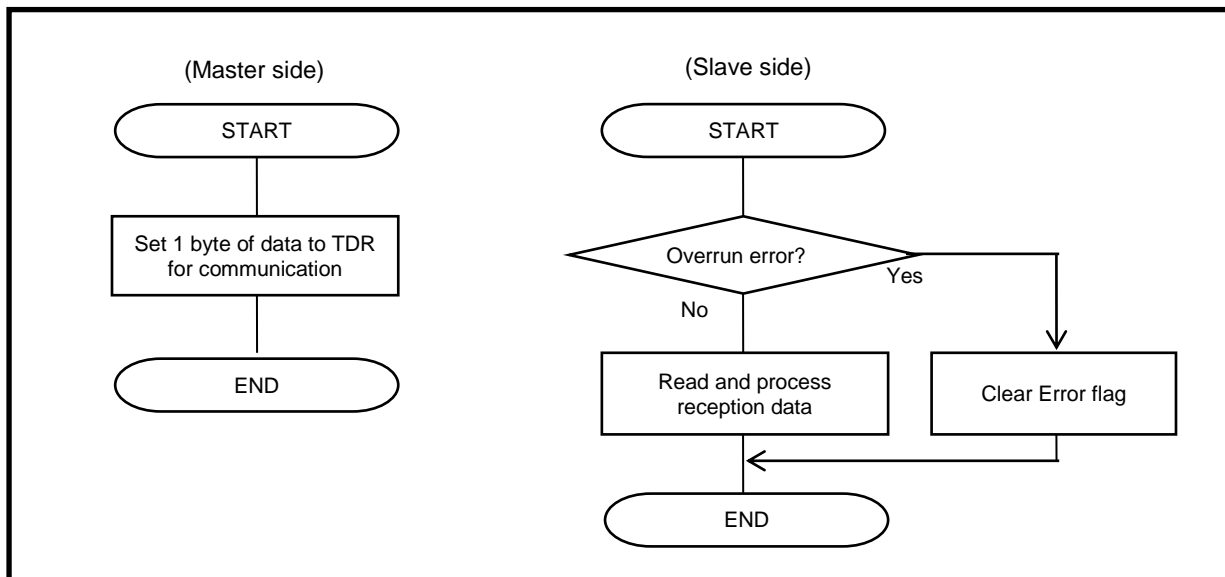 (Master side)
START
Set 1 byte of data to TDR
for communication
END
(Slave side)
START
Overrun error?
Yes
No
Read and process
reception data
Clear Error flag
END